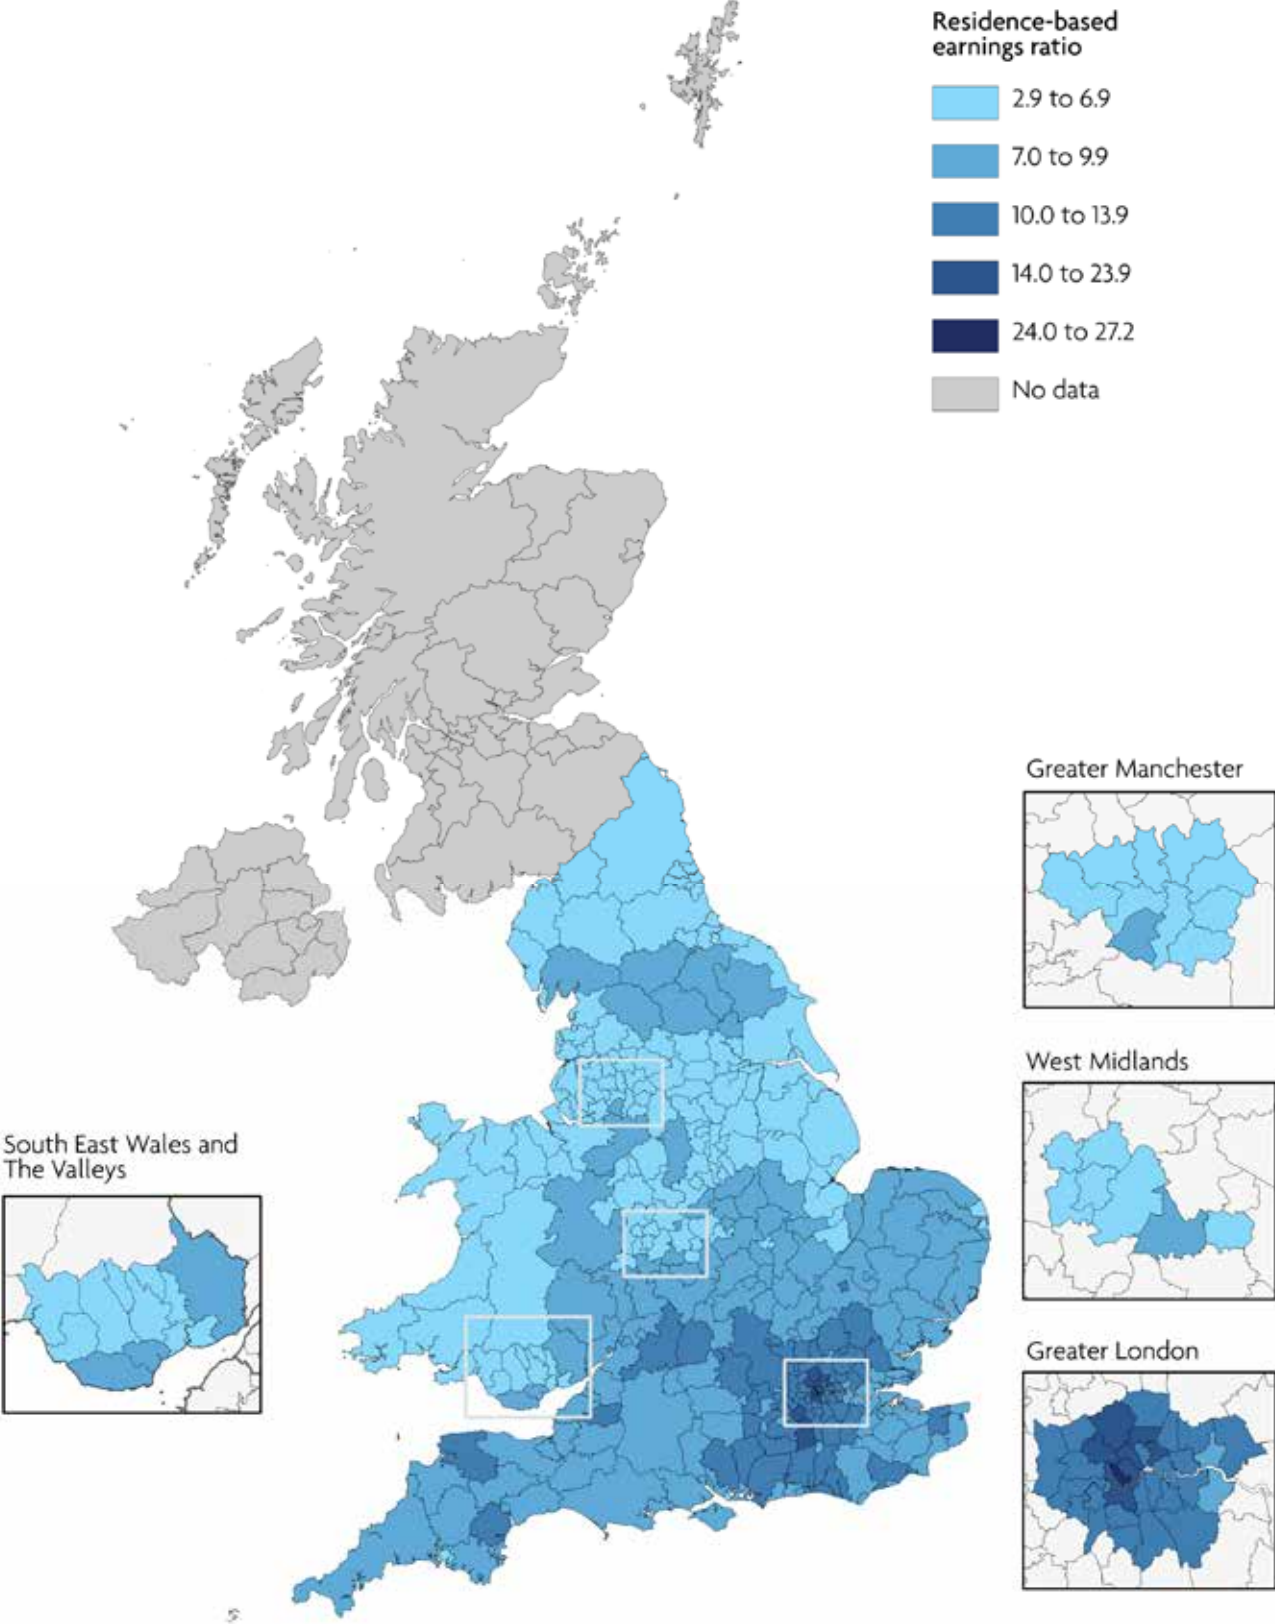 Residence-based
earnings ratio
2.9 to 6.9
7.0 to 9.9
10.0 to 13.9
14.0 to 23.9
24.0 to 27.2
No data
Greater Manchester
West Midlands
South East Wales and
The Valleys
Greater London